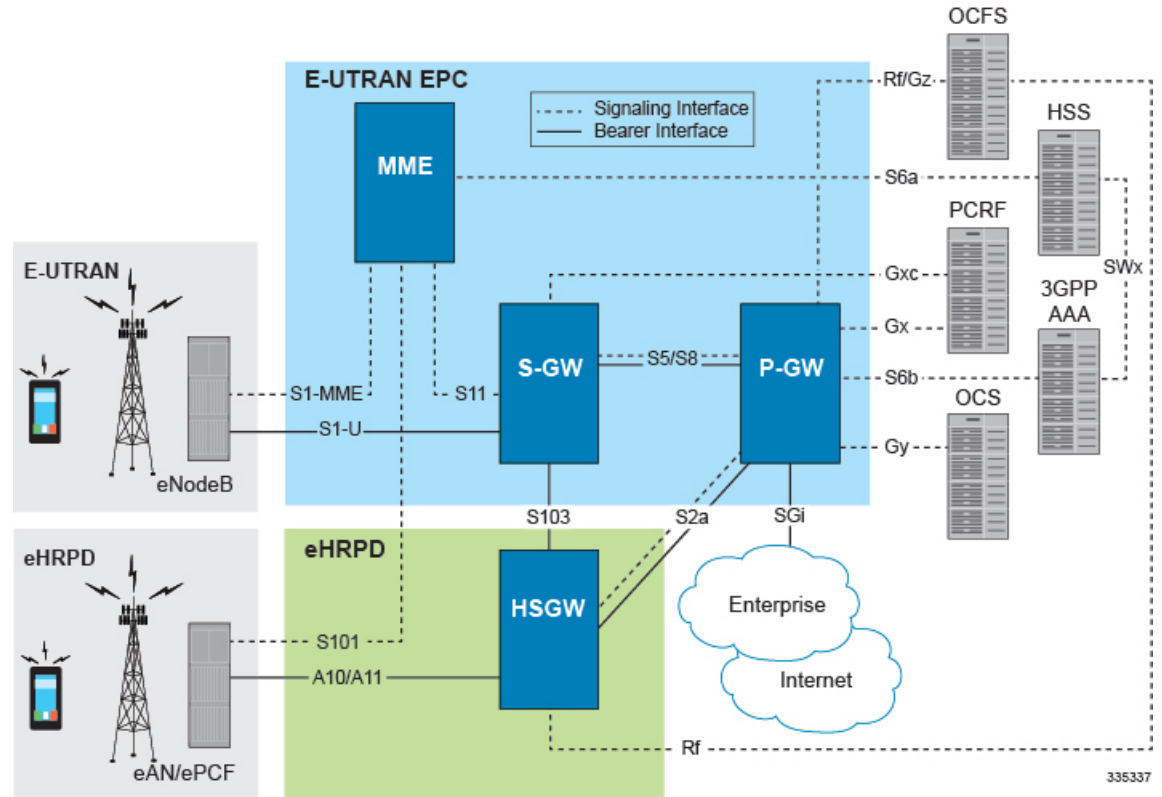 OCFS
E-UTRAN EPC
Rf/Gz
Signaling Interface
Bearer Interface
HSS
MME
S6a
PCRF
E-UTRAN
Gxc
SWx
3GPP
AAA
Gx
S-GW
S5/S8
P-GW
S6b
S1-MME
S11
OCS
S1-U
Gy
eNodeB
S103
S2a
SGi
eHRPD
eHRPD
HSGW
Enterprise
S101
A10/A11
Internet
Rf
eAN/ePCF
335337